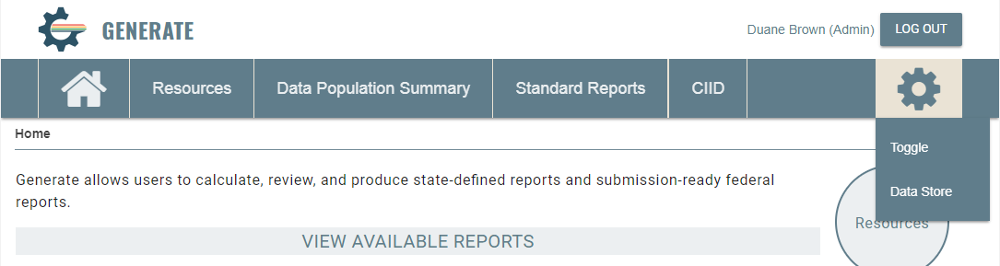 GENERATE
Duane Brown (Admin)
LOG OUT
Resources
Data Population Summary
Standard Reports
CIID
Home
Toggle
Generate allows users to calculate, review, and produce state-defined reports and submission-ready federal
reports.
Data Store
Resources
VIEW AVAILABLE REPORTS